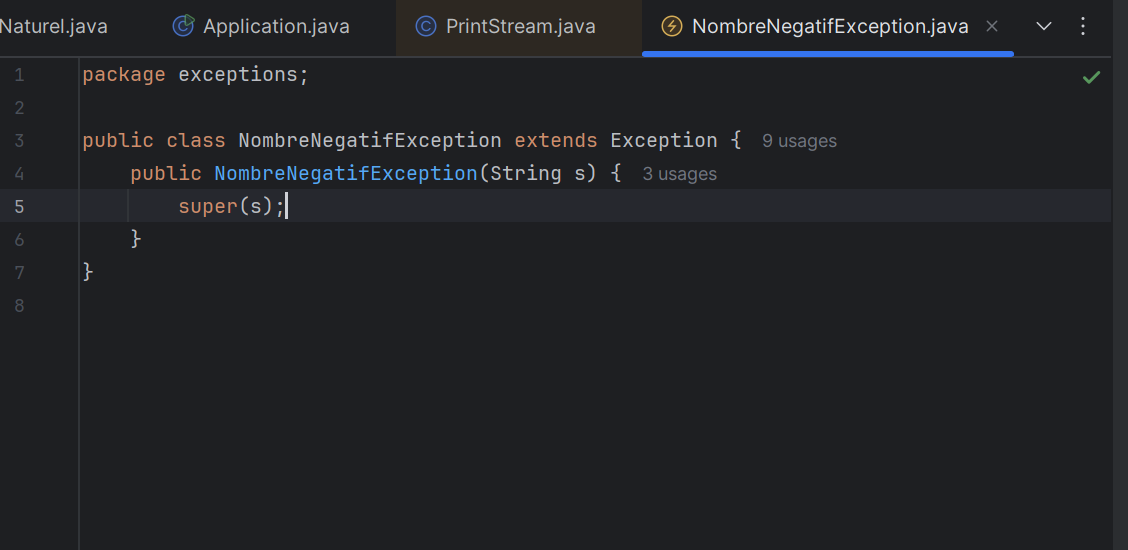 Naturel.java Application.java PrintStream.java NombreNegatifException.java
1 package exceptions;
2
3 public class NombreNegatifException extends Exception { 9 usages
4 public NombreNegatifException(String s) { 3 usages
5 super(s);
6 }
7 }
8